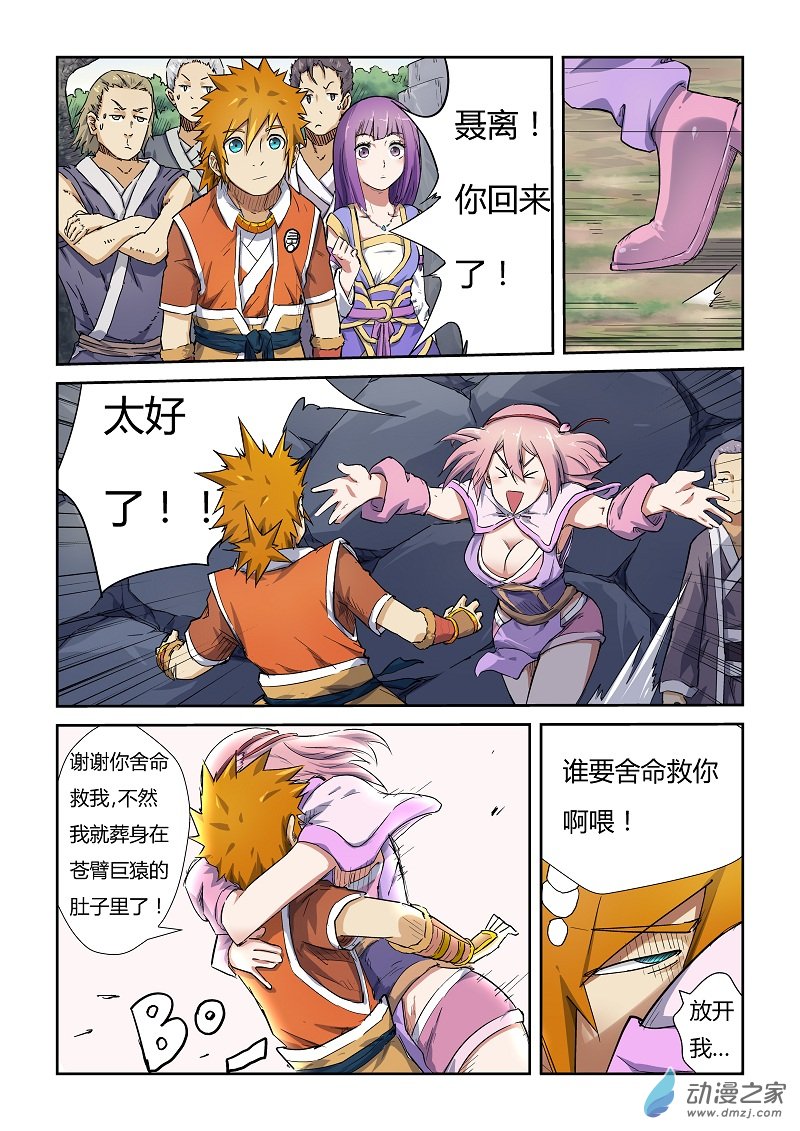 聂离！
你回来
了！
太好
了！！
谢谢你舍命
救我，不然
我就葬身在
苍臂巨猿的
肚子里了！
谁要舍命救你
啊喂！
BO
放开
我...
动漫之家
www.dmzj.com